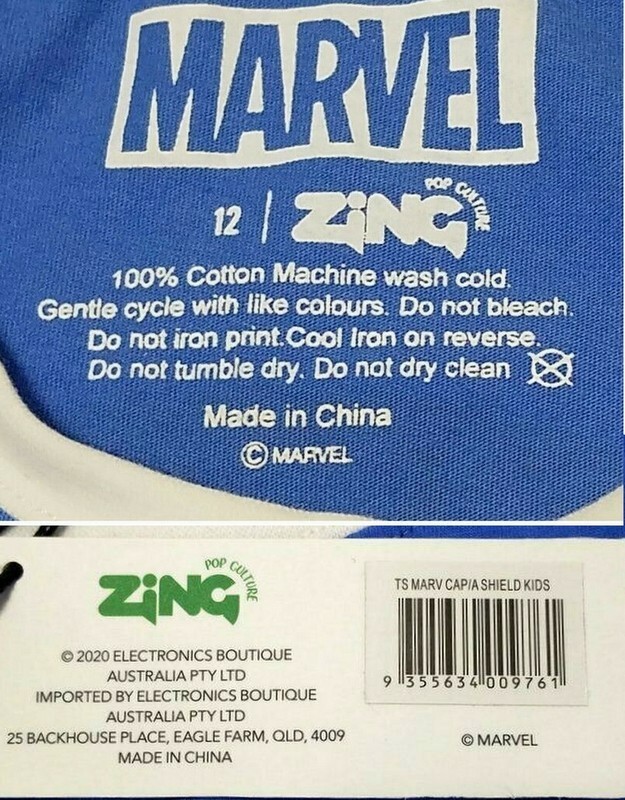 MARVEL
12 | ZiNG POP CULTURE
100% Cotton Machine wash cold.
Gentle cycle with like colours. Do not bleach.
Do not iron print.Cool Iron on reverse.
Do not tumble dry. Do not dry clean
Made in China
© MARVEL
ZiNG POP CULTURE
© 2020 ELECTRONICS BOUTIQUE
AUSTRALIA PTY LTD
IMPORTED BY ELECTRONICS BOUTIQUE
AUSTRALIA PTY LTD
25 BACKHOUSE PLACE, EAGLE FARM, QLD, 4009
MADE IN CHINA
TS MARV CAP/A SHIELD KIDS
9 355634 009761
© MARVEL